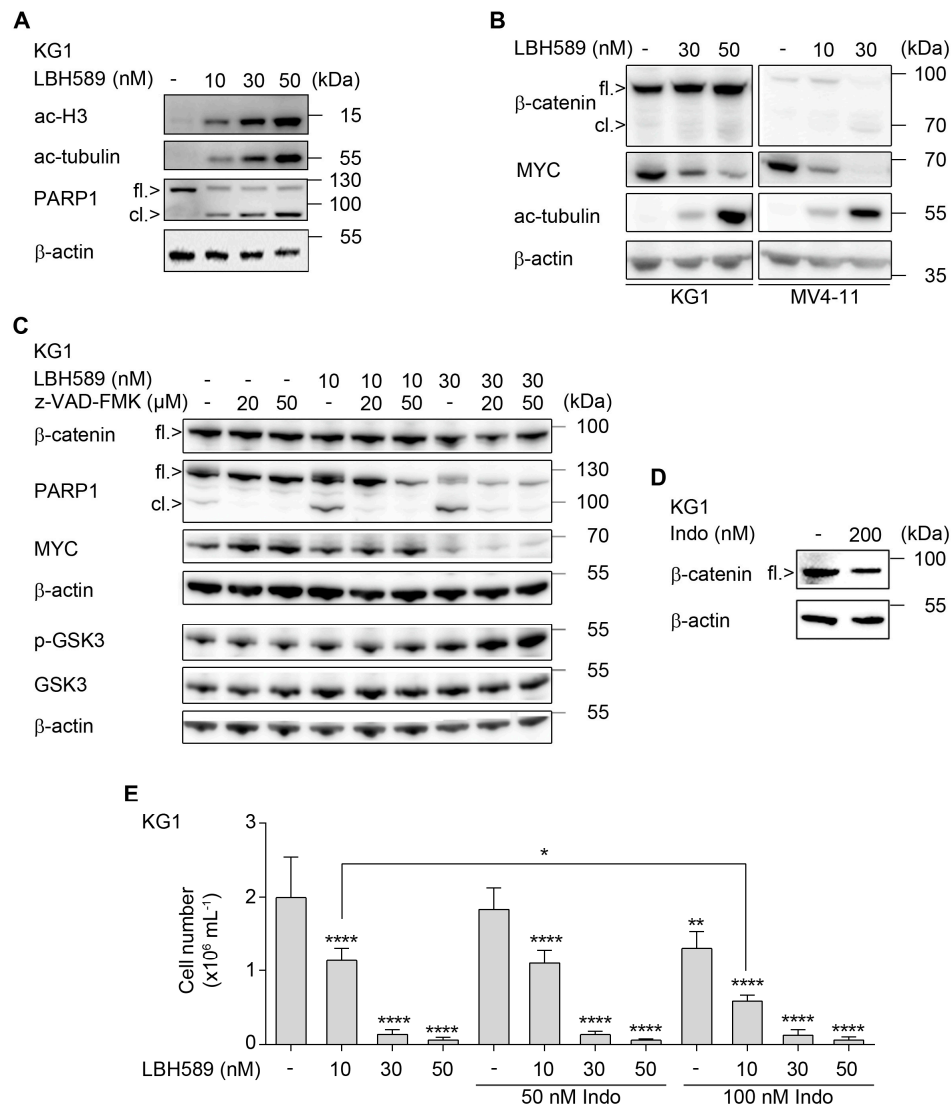 A
KG1
LBH589 (nM) - 10 30 50 (kDa)
ac-H3 15
ac-tubulin 55
130
PARP1 fl.> 100
cl.>
55
β-actin
B
LBH589 (nM) - 30 50 - 10 30 (kDa)
100
β-catenin fl.>
cl.> 70
MYC 70
ac-tubulin 55
β-actin 35
KG1 MV4-11
C
KG1
LBH589 (nM) - - - 10 10 10 30 30 30
z-VAD-FMK (μM) - 20 50 - 20 50 - 20 50 (kDa)
β-catenin fl.> 100
PARP1 fl.> 130
cl.> 100
MYC 70
β-actin 55
p-GSK3 55
GSK3 55
β-actin 55
D
KG1
Indo (nM) - 200 (kDa)
β-catenin fl.> 100
β-actin 55
E
KG1
3
2
1
0
Cell number
(x10⁶ mL⁻¹)
*
**** **** ****
**** **** ****
** **** **** ****
LBH589 (nM) - 10 30 50 - 10 30 50 - 10 30 50
50 nM Indo 100 nM Indo